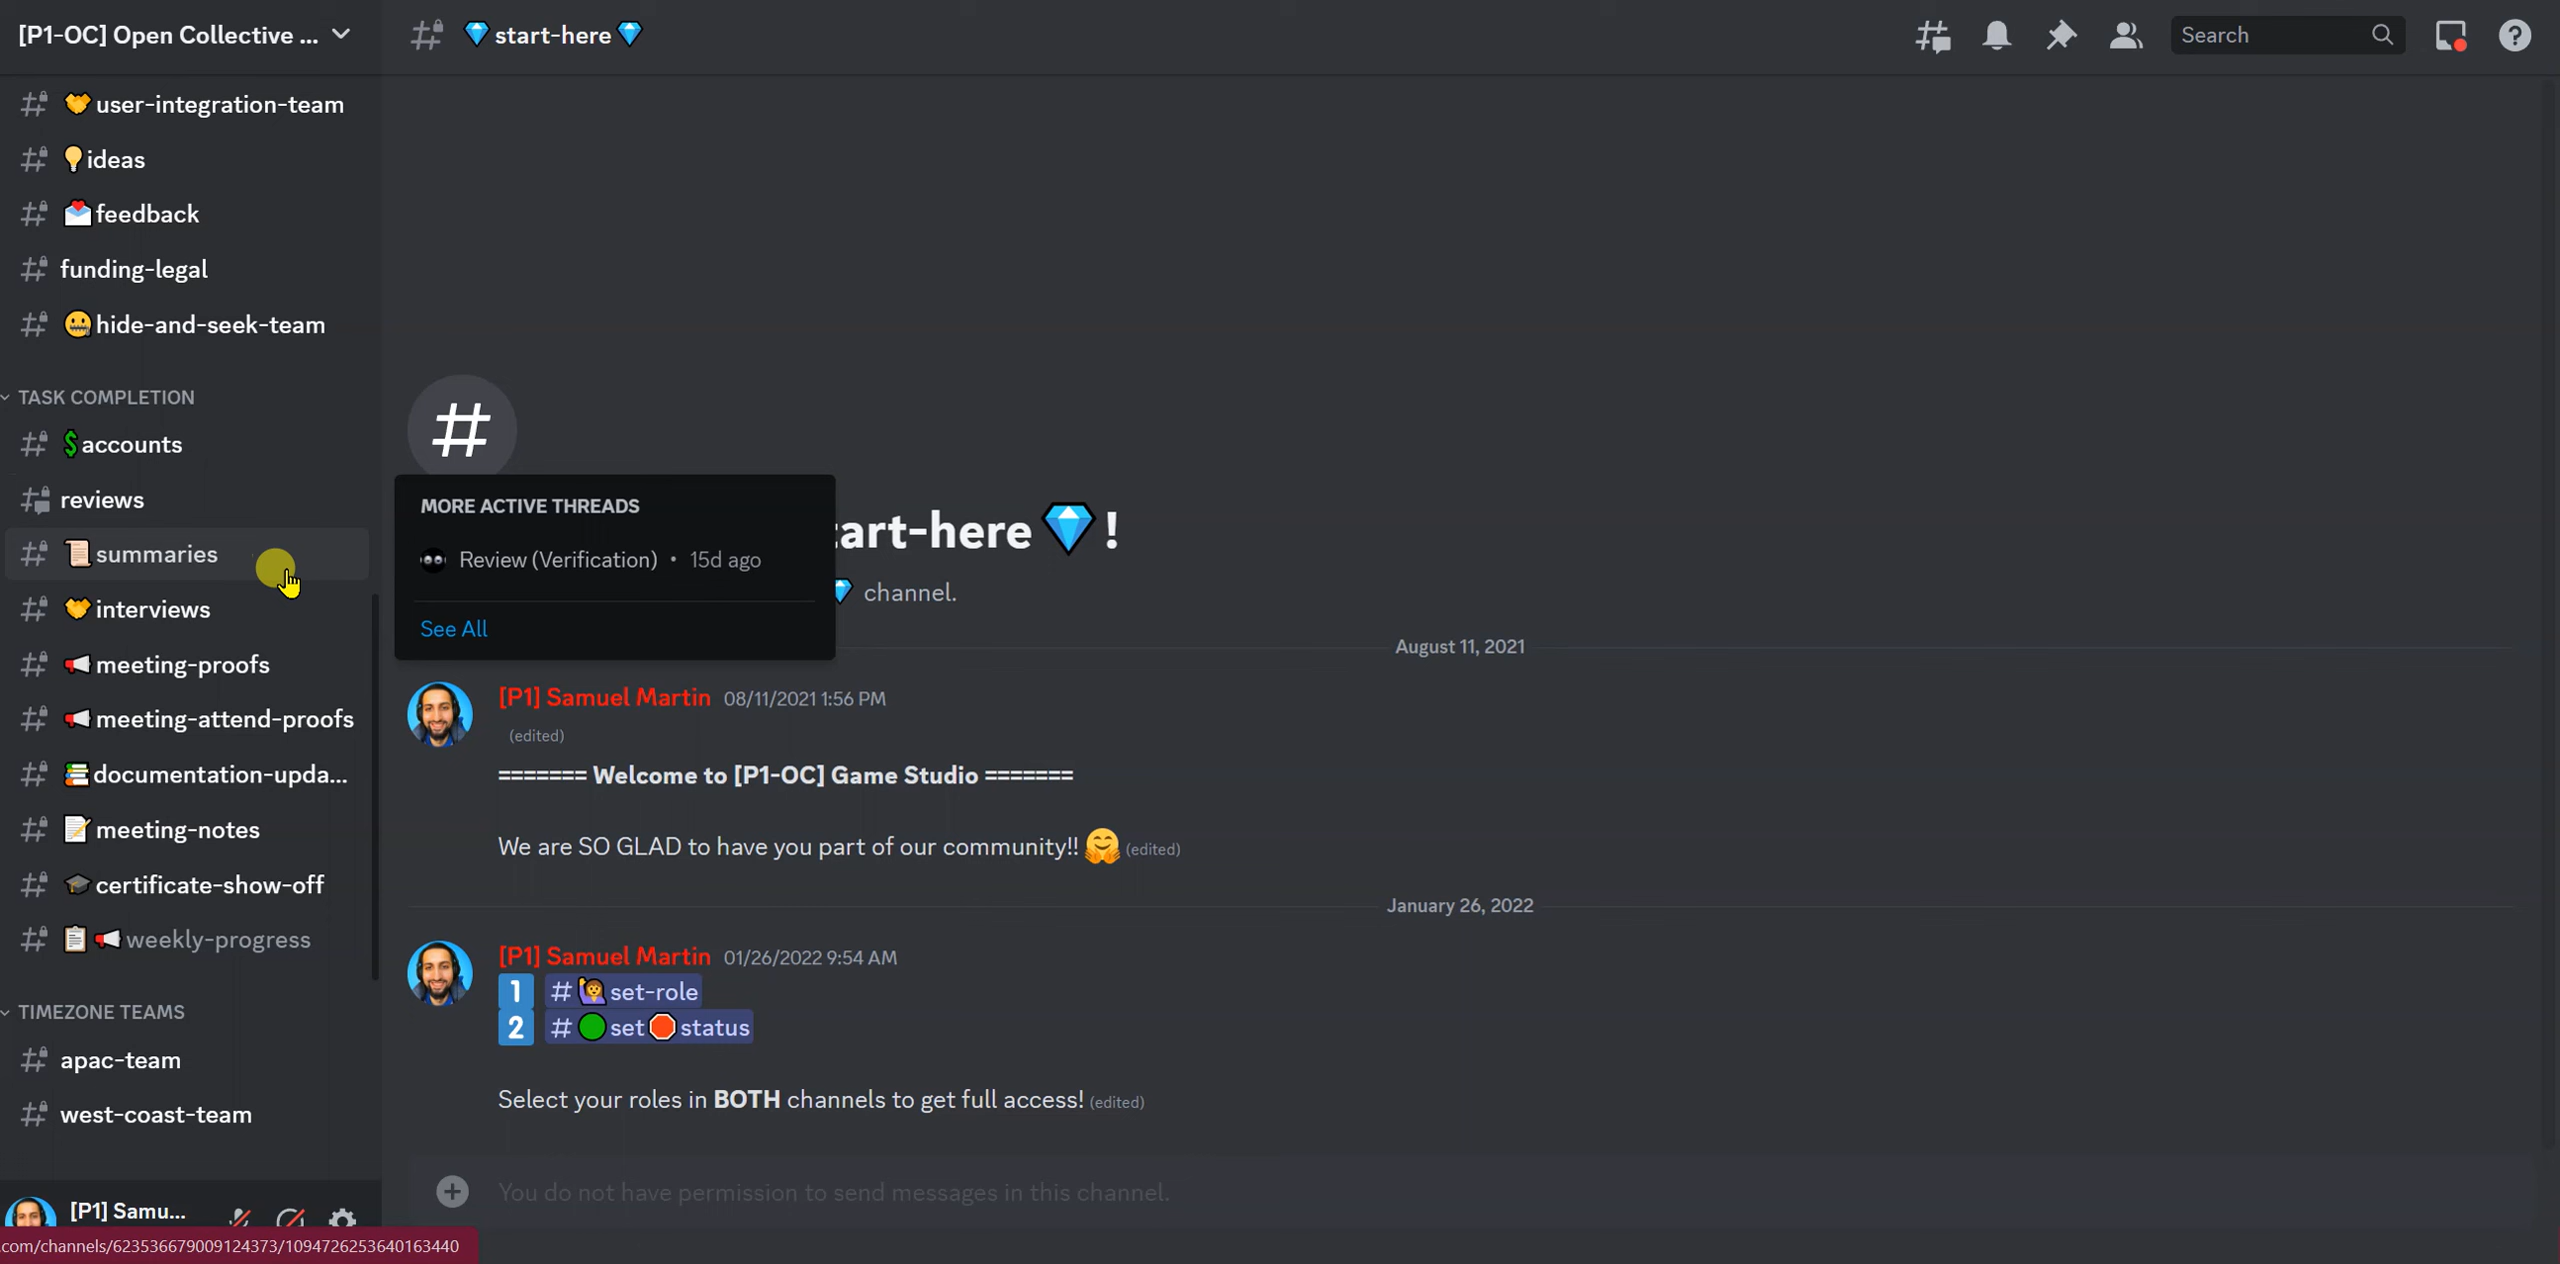 [P1-OC] Open Collective ...
user-integration-team
ideas
feedback
funding-legal
hide-and-seek-team
TASK COMPLETION
accounts
reviews
summaries
interviews
meeting-proofs
meeting-attend-proofs
documentation-upda...
meeting-notes
certificate-show-off
weekly-progress
TIMEZONE TEAMS
apac-team
west-coast-team
[P1] Samu...
.com/channels/623536679009124373/1094726253640163440
start-here
Search
MORE ACTIVE THREADS
Review (Verification) • 15d ago
See All
tart-here !
channel.
August 11, 2021
[P1] Samuel Martin 08/11/2021 1:56 PM
(edited)
======= Welcome to [P1-OC] Game Studio =======
We are SO GLAD to have you part of our community!! (edited)
January 26, 2022
[P1] Samuel Martin 01/26/2022 9:54 AM
1 # set-role
2 # set status
Select your roles in BOTH channels to get full access! (edited)
You do not have permission to send messages in this channel.